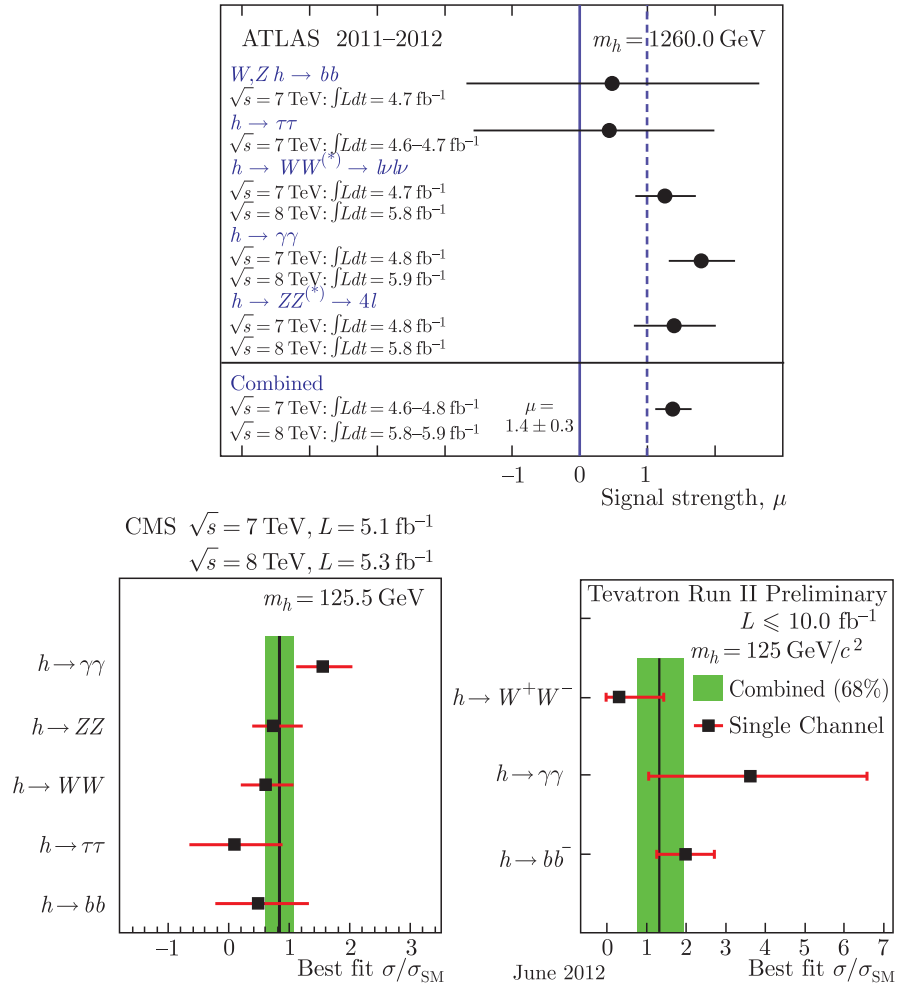 ATLAS 2011–2012
m_h = 1260.0 GeV
W,Z h → bb
√s = 7 TeV: ∫Ldt = 4.7 fb⁻¹
h → ττ
√s = 7 TeV: ∫Ldt = 4.6–4.7 fb⁻¹
h → WW⁽*⁾ → lνlν
√s = 7 TeV: ∫Ldt = 4.7 fb⁻¹
√s = 8 TeV: ∫Ldt = 5.8 fb⁻¹
h → γγ
√s = 7 TeV: ∫Ldt = 4.8 fb⁻¹
√s = 8 TeV: ∫Ldt = 5.9 fb⁻¹
h → ZZ⁽*⁾ → 4l
√s = 7 TeV: ∫Ldt = 4.8 fb⁻¹
√s = 8 TeV: ∫Ldt = 5.8 fb⁻¹
Combined
√s = 7 TeV: ∫Ldt = 4.6–4.8 fb⁻¹
√s = 8 TeV: ∫Ldt = 5.8–5.9 fb⁻¹
μ =
1.4 ± 0.3
−1 0 1
Signal strength, μ
CMS √s = 7 TeV, L = 5.1 fb⁻¹
√s = 8 TeV, L = 5.3 fb⁻¹
m_h = 125.5 GeV
h → γγ
h → ZZ
h → WW
h → ττ
h → bb
−1 0 1 2 3
Best fit σ/σ_SM
Tevatron Run II Preliminary
L ⩽ 10.0 fb⁻¹
m_h = 125 GeV/c²
Combined (68%)
Single Channel
h → W⁺W⁻
h → γγ
h → bb⁻
0 1 2 3 4 5 6 7
June 2012
Best fit σ/σ_SM